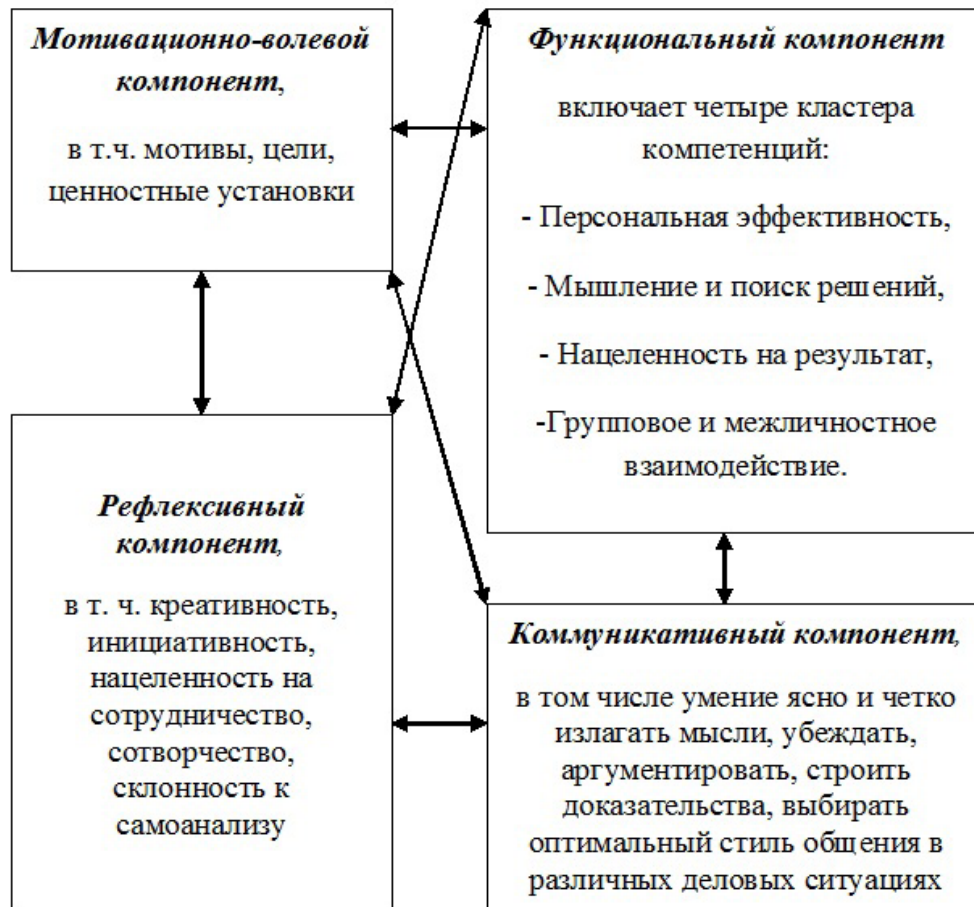 Мотивационно-волевой
компонент,
в т.ч. мотивы, цели,
ценностные установки
Функциональный компонент
включает четыре кластера
компетенций:
- Персональная эффективность,
- Мышление и поиск решений,
- Нацеленность на результат,
-Групповое и межличностное
взаимодействие.
Рефлексивный
компонент,
в т. ч. креативность,
инициативность,
нацеленность на
сотрудничество,
сотворчество,
склонность к
самоанализу
Коммуникативный компонент,
в том числе умение ясно и четко
излагать мысли, убеждать,
аргументировать, строить
доказательства, выбирать
оптимальный стиль общения в
различных деловых ситуациях